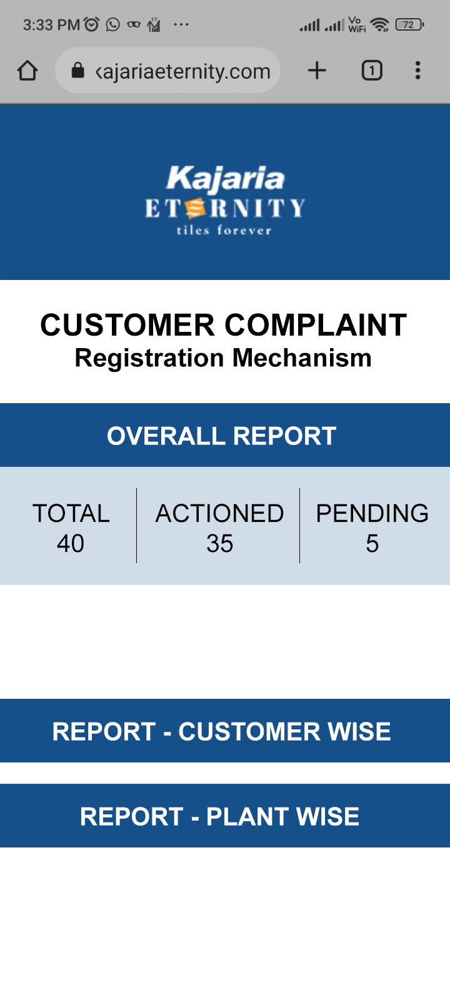 3:33 PM
Vo
WiFi
72
kajariaeternity.com
1
Kajaria
ETERNITY
tiles forever
CUSTOMER COMPLAINT
Registration Mechanism
OVERALL REPORT
TOTAL ACTIONED PENDING
40 35 5
REPORT - CUSTOMER WISE
REPORT - PLANT WISE